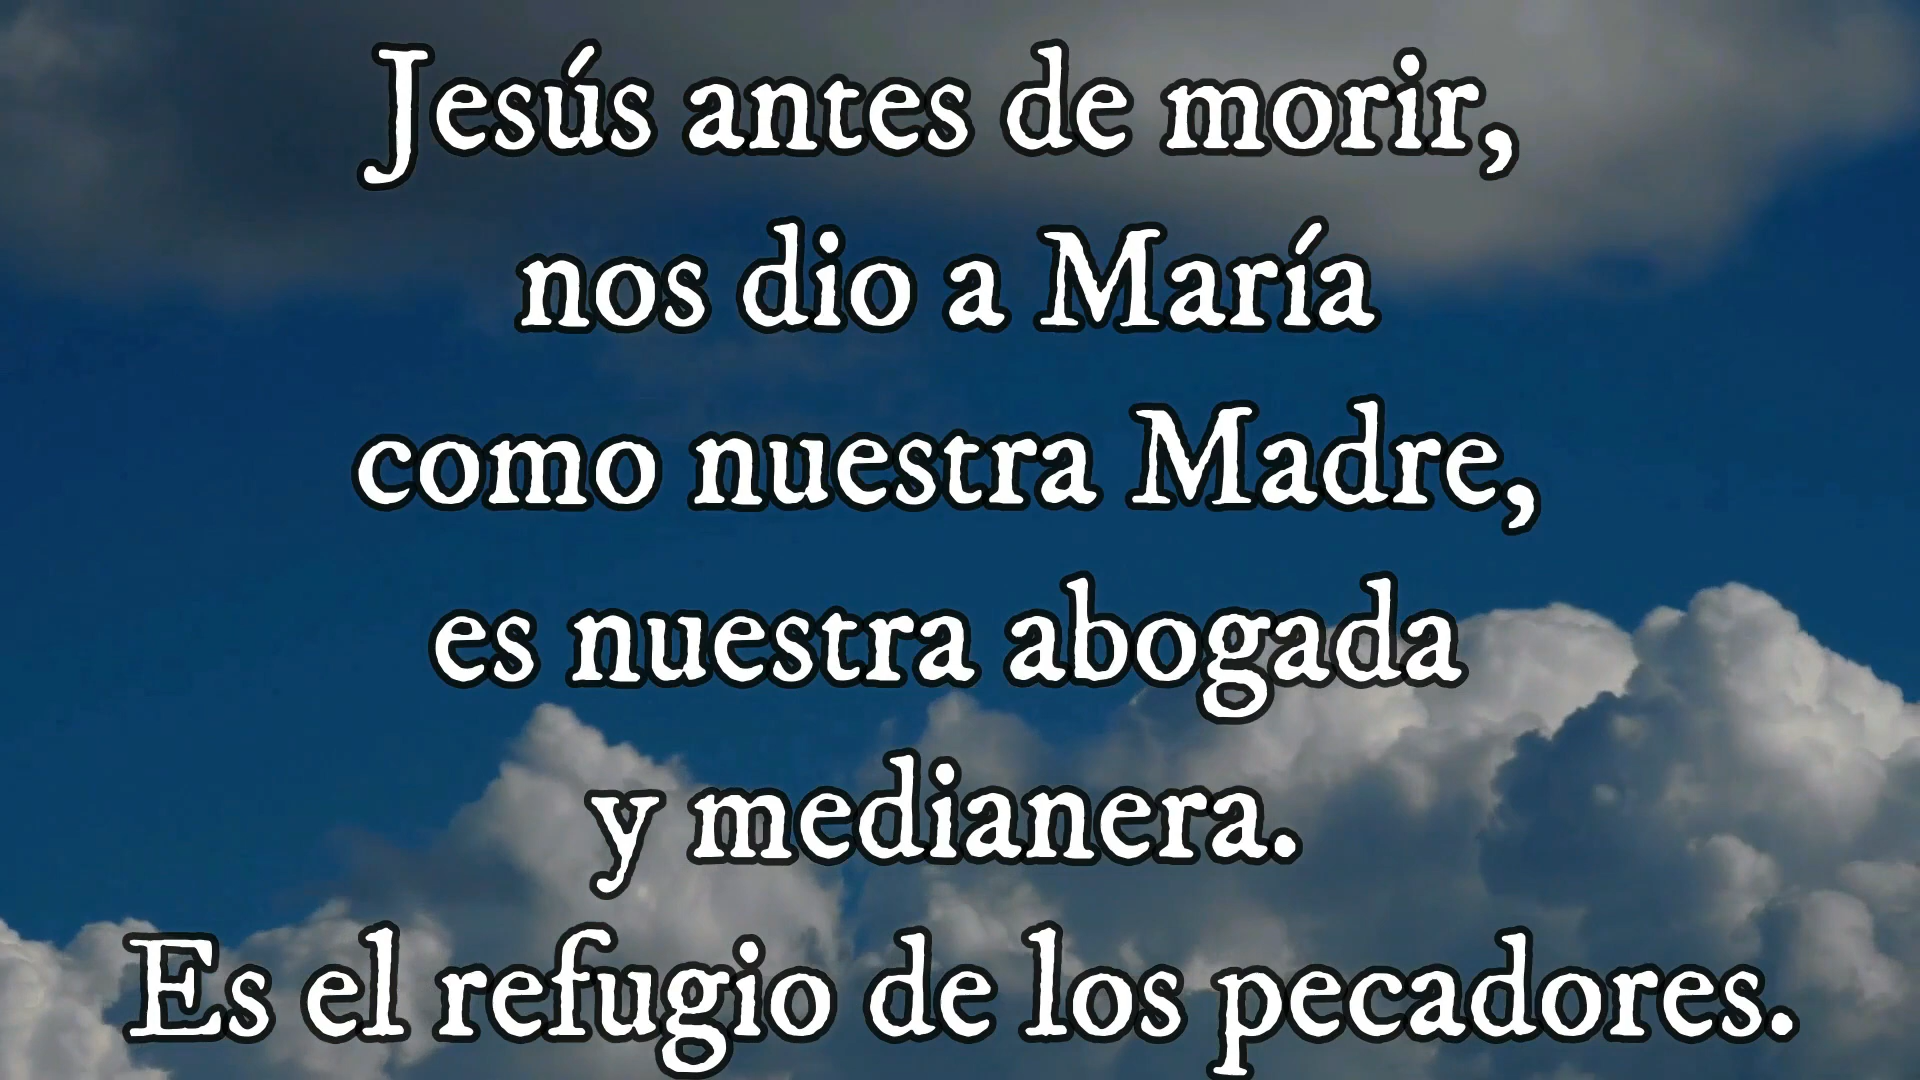 Jesús antes de morir,
nos dio a María
como nuestra Madre,
es nuestra abogada
y medianera.
Es el refugio de los pecadores.